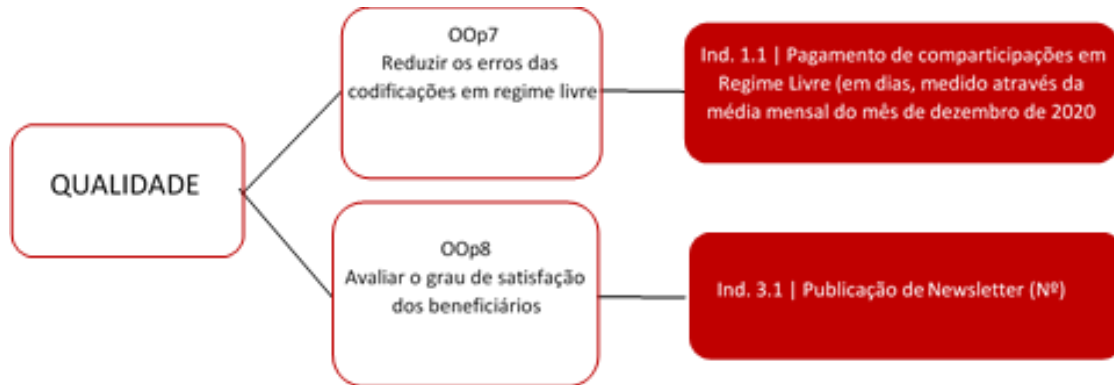 QUALIDADE
OOp7
Reduzir os erros das
codificações em regime livre
Ind. 1.1 | Pagamento de comparticipações em
Regime Livre (em dias, medido através da
média mensal do mês de dezembro de 2020
OOp8
Avaliar o grau de satisfação
dos beneficiários
Ind. 3.1 | Publicação de Newsletter (Nº)